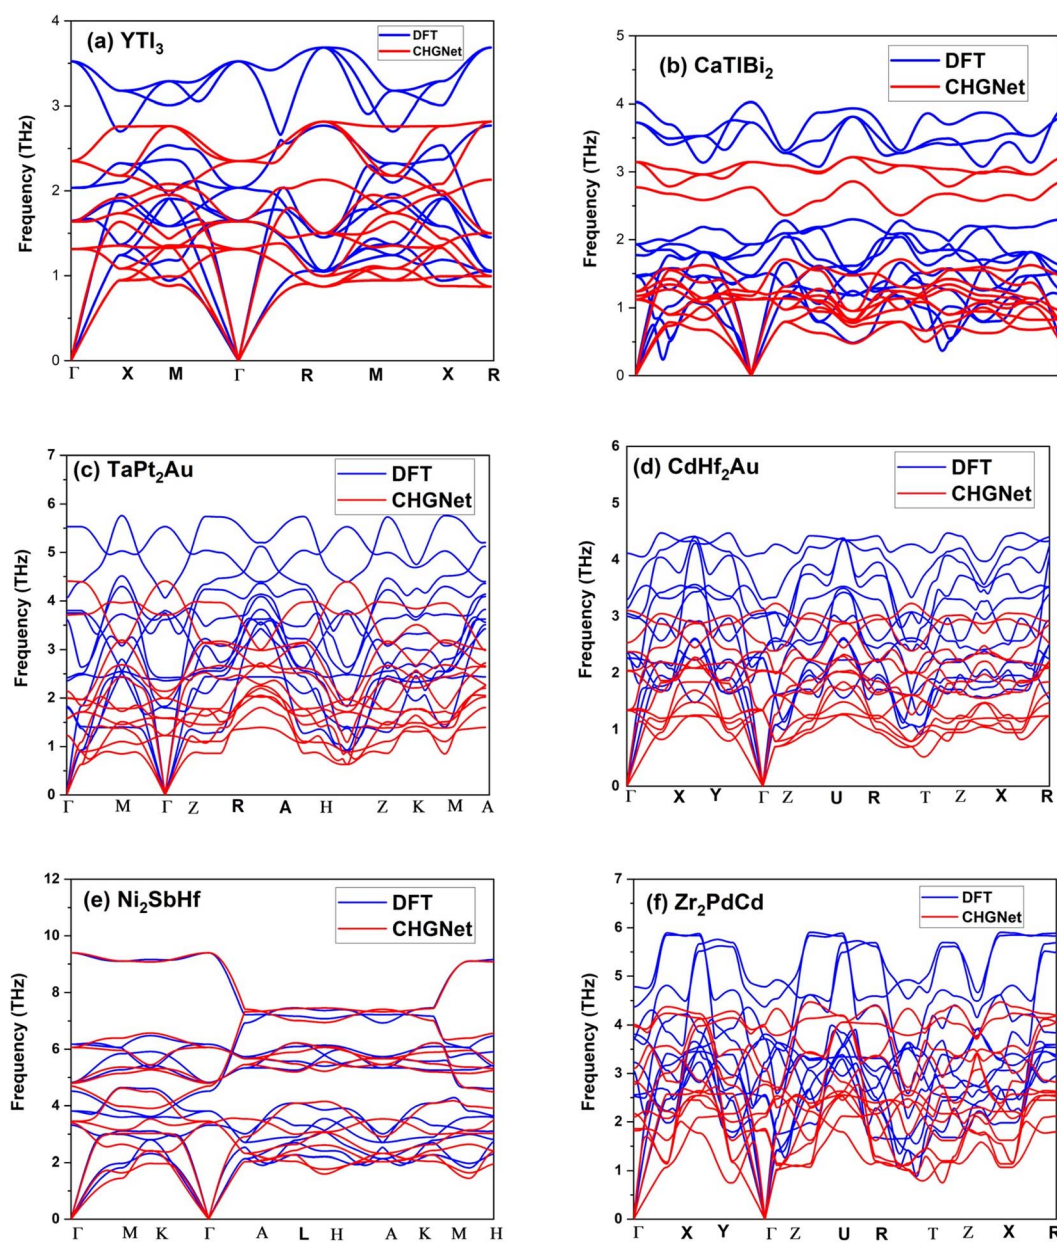 (a) YTl₃
DFT
CHGNet
Frequency (THz)
4
3
2
1
0
Γ X M Γ R M X R
(b) CaTlBi₂
DFT
CHGNet
Frequency (THz)
5
4
3
2
1
0
(c) TaPt₂Au
DFT
CHGNet
Frequency (THz)
7
6
5
4
3
2
1
0
Γ M Γ Z R A H Z K M A
(d) CdHf₂Au
DFT
CHGNet
Frequency (THz)
6
5
4
3
2
1
0
Γ X Y Γ Z U R T Z X R
(e) Ni₂SbHf
DFT
CHGNet
Frequency (THz)
12
10
8
6
4
2
0
Γ M K Γ A L H A K M H
(f) Zr₂PdCd
DFT
CHGNet
Frequency (THz)
7
6
5
4
3
2
1
0
Γ X Y Γ Z U R T Z X R